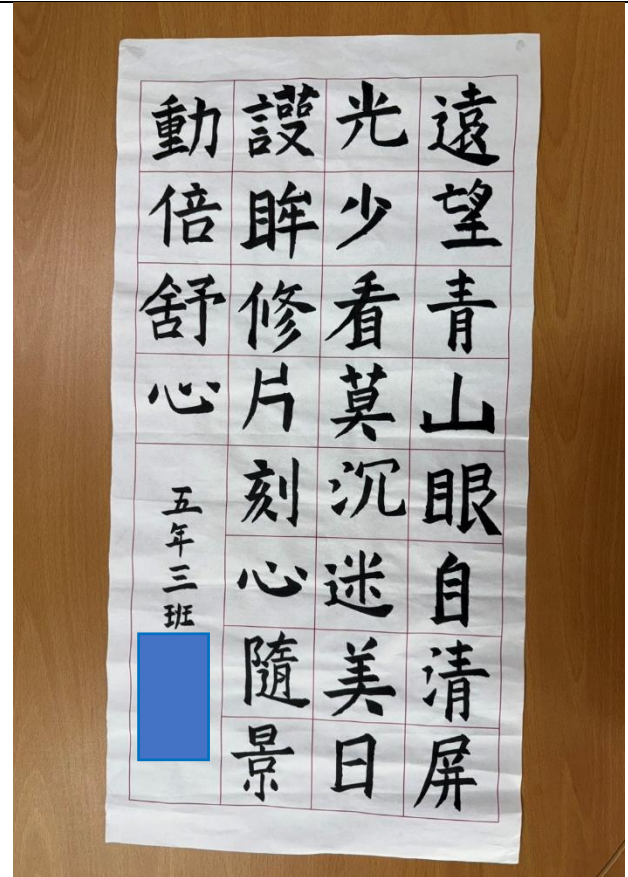 遠望青山眼自清屏
光少看莫沉迷美日
護眸修片刻心隨景
動倍舒心
五年三班